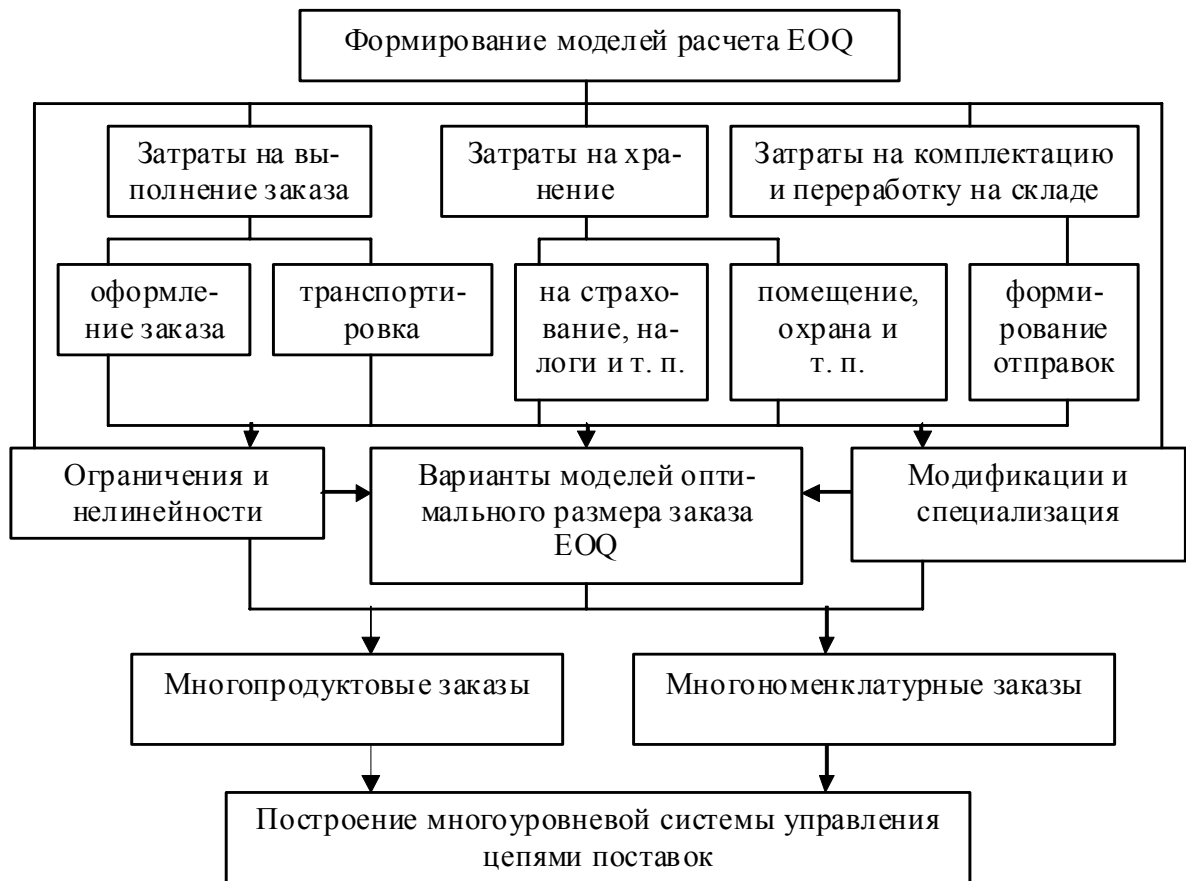 Формирование моделей расчета EOQ
Затраты на вы-
полнение заказа
Затраты на хра-
нение
Затраты на комплектацию
и переработку на складе
оформле-
ние заказа
транспорти-
ровка
на страхо-
вание, на-
логи и т. п.
помещение,
охрана и
т. п.
форми-
рование
отправок
Ограничения и
нелинейности
Варианты моделей опти-
мального размера заказа
EOQ
Модификации и
специализация
Многопродуктовые заказы
Многономенклатурные заказы
Построение многоуровневой системы управления
цепями поставок